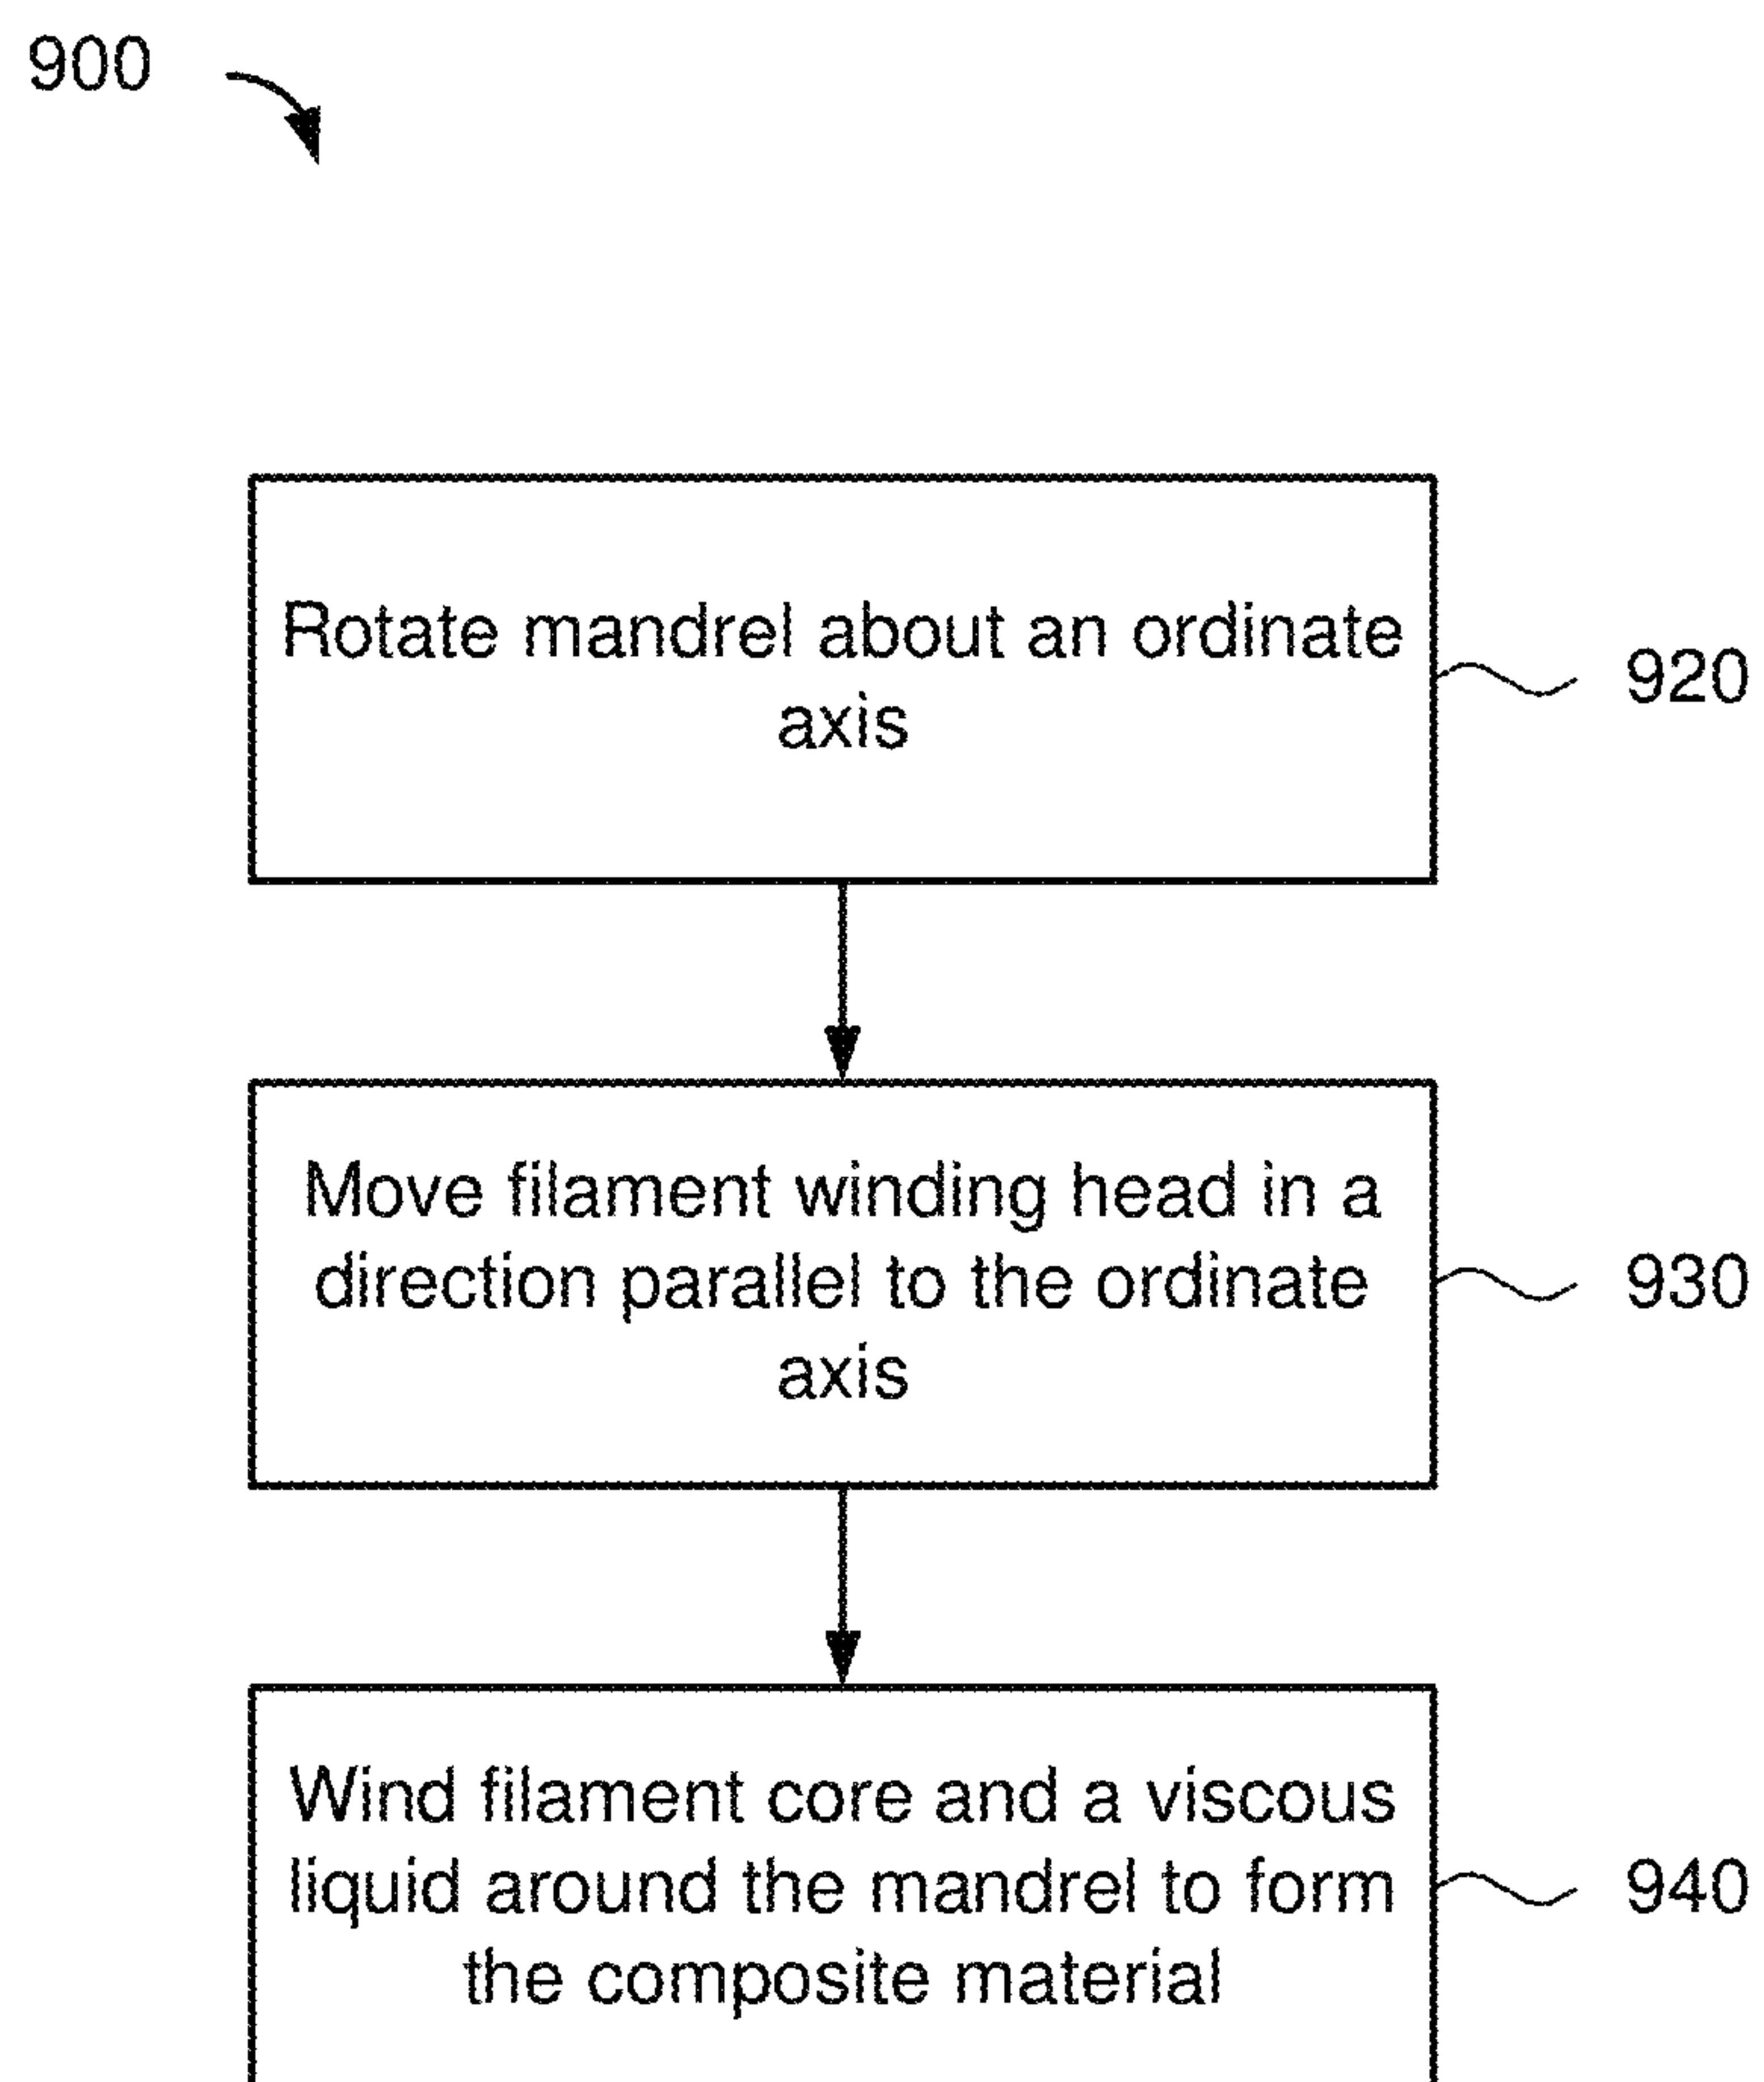 900
Rotate mandrel about an ordinate
axis
920
Move filament winding head in a
direction parallel to the ordinate
axis
930
Wind filament core and a viscous
liquid around the mandrel to form
the composite material
940